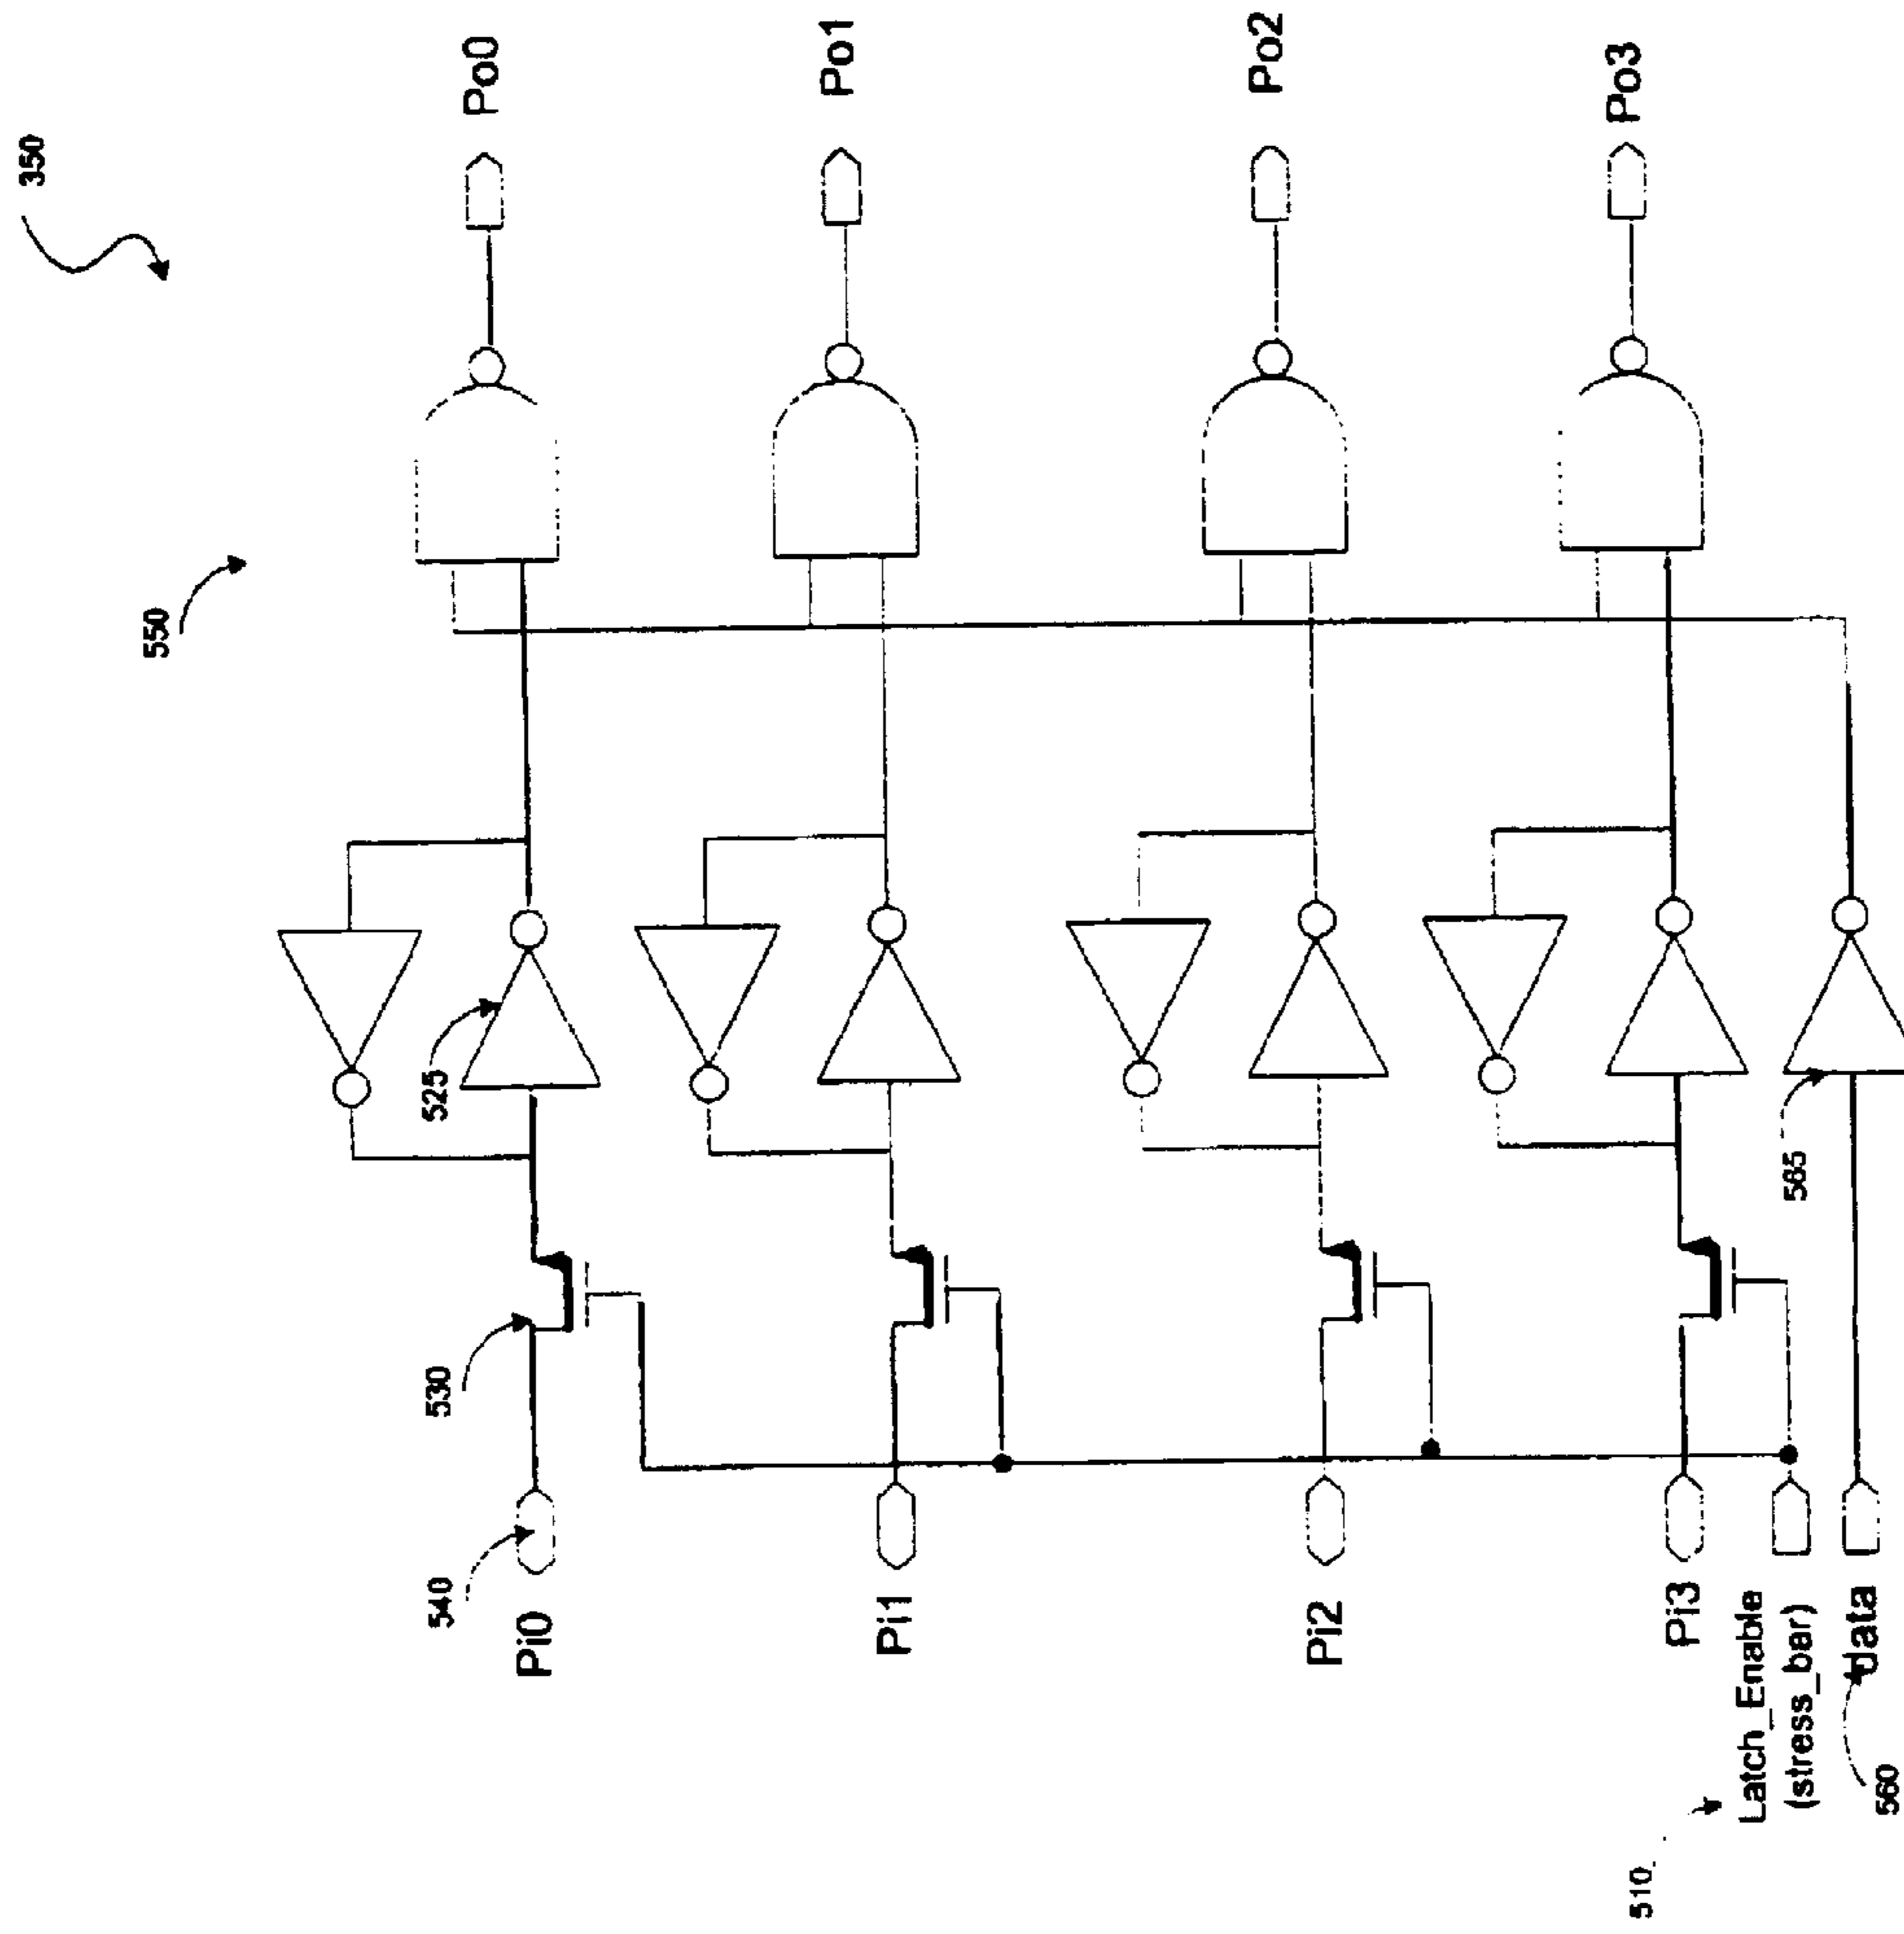 350
550
Po0
Po1
Po2
Po3
525
530
540
585
Pi0
Pi1
Pi2
Pi3
Latch_Enable
(stress_bar)
data
510
560